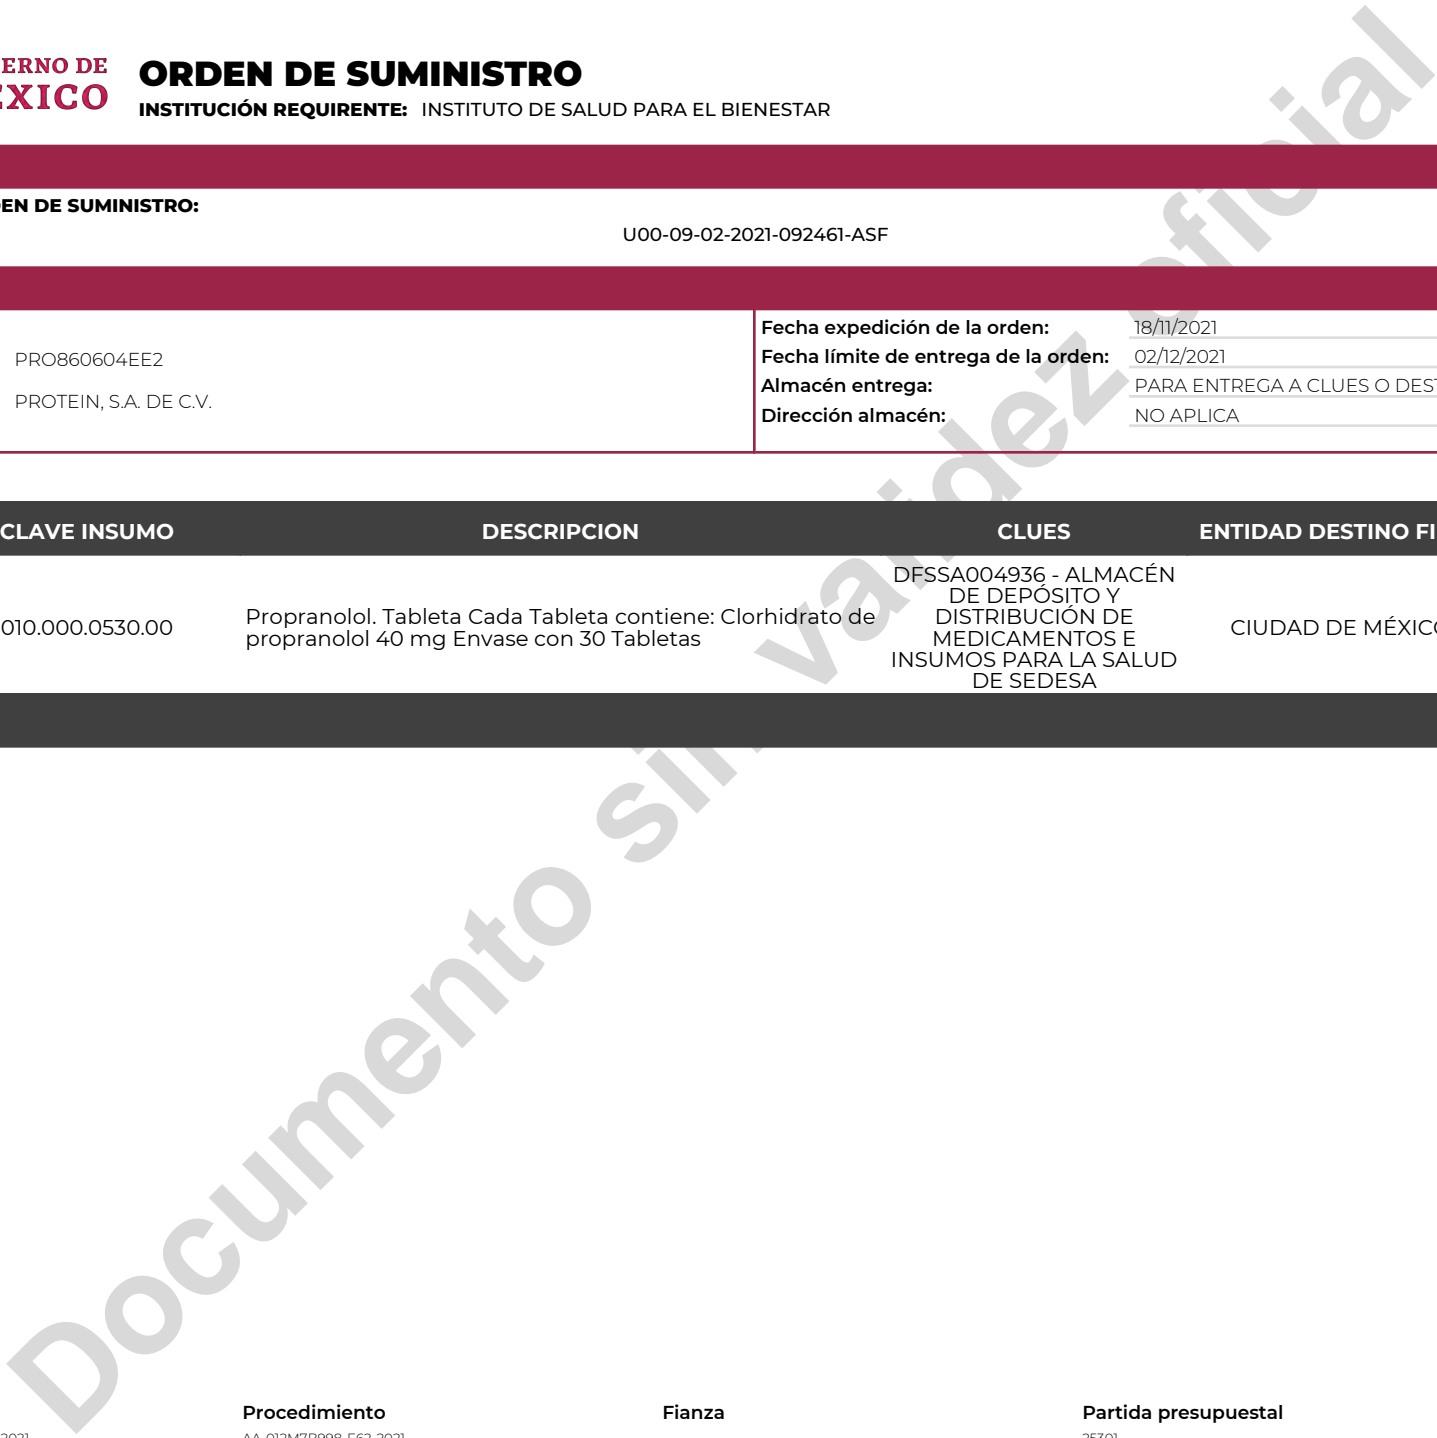 ERNO DE
EXICO
ORDEN DE SUMINISTRO
INSTITUCIÓN REQUIRENTE: INSTITUTO DE SALUD PARA EL BIENESTAR
EN DE SUMINISTRO:
U00-09-02-2021-092461-ASF
PRO860604EE2
PROTEIN, S.A. DE C.V.
Fecha expedición de la orden: 18/11/2021
Fecha límite de entrega de la orden: 02/12/2021
Almacén entrega: PARA ENTREGA A CLUES O DEST
Dirección almacén: NO APLICA
CLAVE INSUMO DESCRIPCION CLUES ENTIDAD DESTINO FI
010.000.0530.00
Propranolol. Tableta Cada Tableta contiene: Clorhidrato de
propranolol 40 mg Envase con 30 Tabletas
DFSSA004936 - ALMACÉN
DE DEPÓSITO Y
DISTRIBUCIÓN DE
MEDICAMENTOS E
INSUMOS PARA LA SALUD
DE SEDESA
CIUDAD DE MÉXICO
Documento sin validez oficial
Procedimiento Fianza Partida presupuestal